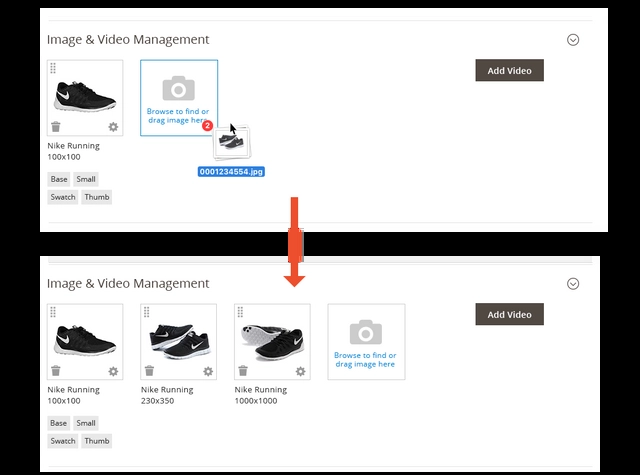 Image & Video Management
Add Video
Browse to find or
drag image here
2
Nike Running
100x100
0001234554.jpg
Base Small
Swatch Thumb
Image & Video Management
Add Video
Browse to find or
drag image here
Nike Running Nike Running Nike Running
100x100 230x350 1000x1000
Base Small
Swatch Thumb